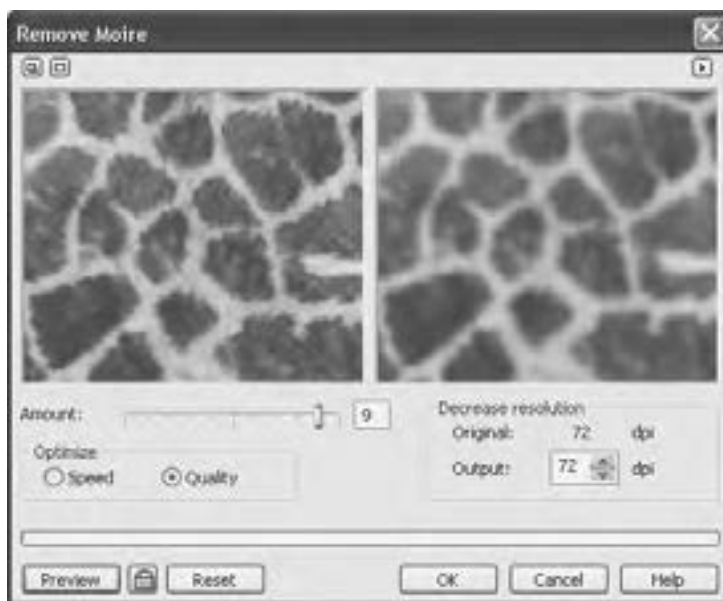 Remove Moire
Amount: 9
Optimize
Speed Quality
Decrease resolution
Original: 72 dpi
Output: 72 dpi
Preview Reset OK Cancel Help